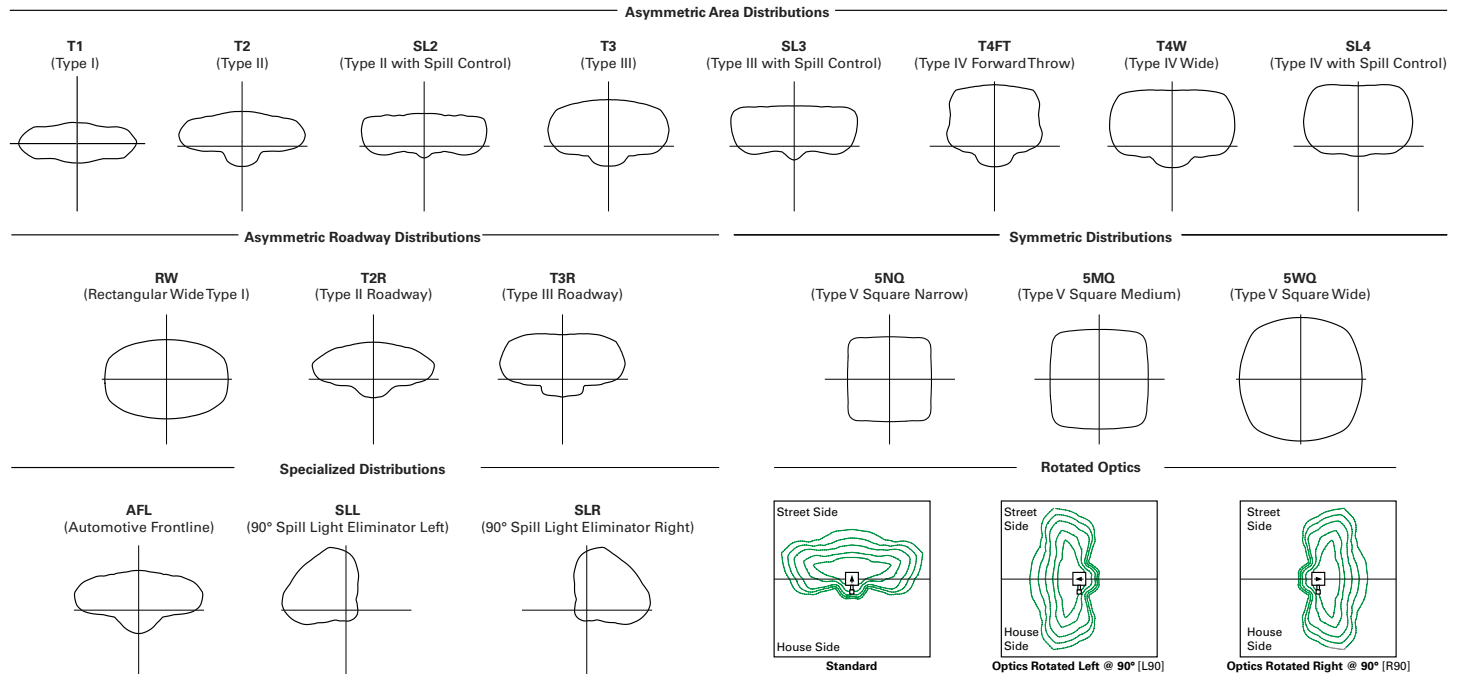 Asymmetric Area Distributions
T1
(Type I)
T2
(Type II)
SL2
(Type II with Spill Control)
T3
(Type III)
SL3
(Type III with Spill Control)
T4FT
(Type IV Forward Throw)
T4W
(Type IV Wide)
SL4
(Type IV with Spill Control)
Asymmetric Roadway Distributions
RW
(Rectangular Wide Type I)
T2R
(Type II Roadway)
T3R
(Type III Roadway)
Symmetric Distributions
5NQ
(Type V Square Narrow)
5MQ
(Type V Square Medium)
5WQ
(Type V Square Wide)
Specialized Distributions
AFL
(Automotive Frontline)
SLL
(90° Spill Light Eliminator Left)
SLR
(90° Spill Light Eliminator Right)
Rotated Optics
Street Side
House Side
Standard
Street
Side
House
Side
Optics Rotated Left @ 90° [L90]
Street
Side
House
Side
Optics Rotated Right @ 90° [R90]